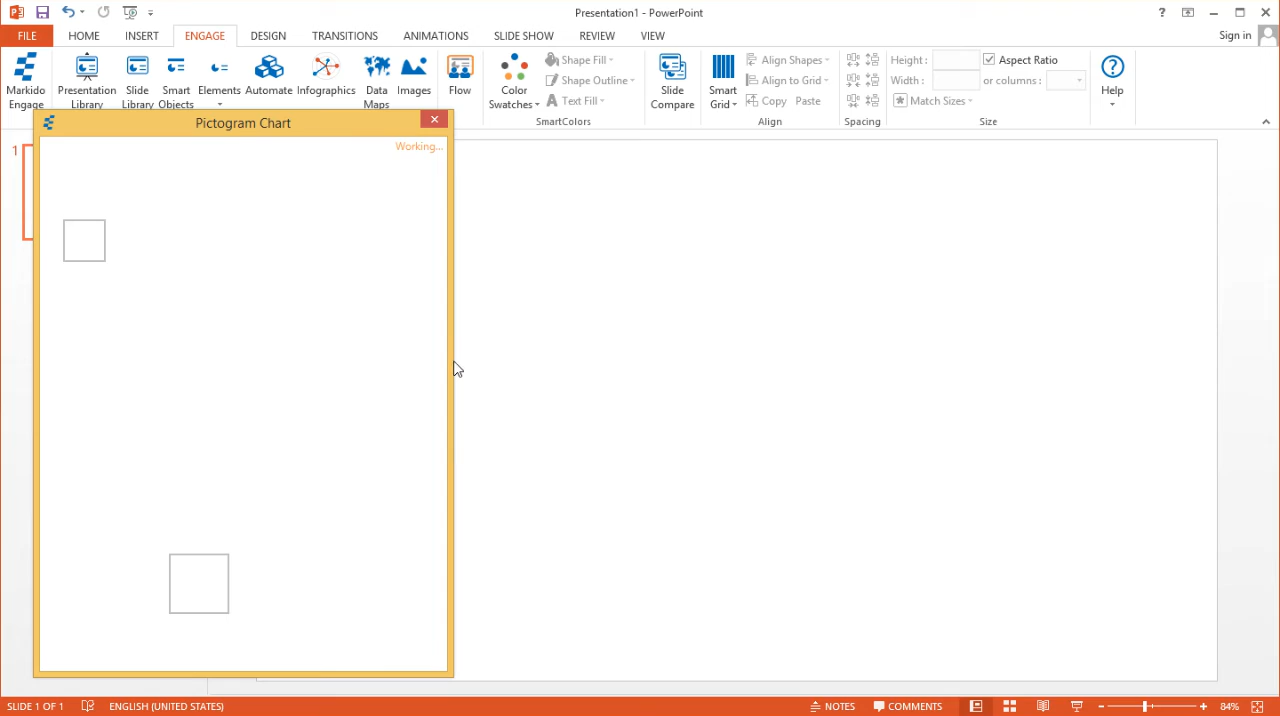 Presentation1 - PowerPoint
?
FILE HOME INSERT ENGAGE DESIGN TRANSITIONS ANIMATIONS SLIDE SHOW REVIEW VIEW Sign in
Markido Engage
Presentation Library
Slide Library
Smart Objects
Elements
Automate
Infographics
Data Maps
Images
Flow
Color Swatches
Shape Fill
Shape Outline
Text Fill
SmartColors
Slide Compare
Smart Grid
Align Shapes
Align to Grid
Copy Paste
Align
Spacing
Height :
Width :
Aspect Ratio
or columns :
Match Sizes
Size
Help
Pictogram Chart
Working...
1
SLIDE 1 OF 1 ENGLISH (UNITED STATES) NOTES COMMENTS 84%